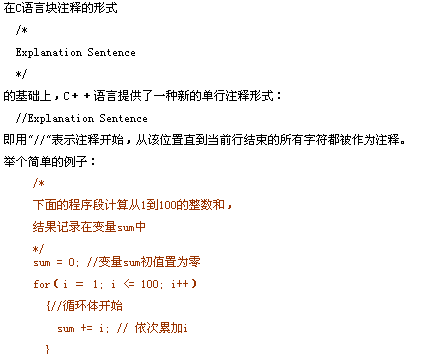 在C语言块注释的形式
/*
Explanation Sentence
*/
的基础上，C＋＋语言提供了一种新的单行注释形式：
//Explanation Sentence
即用"//"表示注释开始，从该位置直到当前行结束的所有字符都被作为注释。
举个简单的例子：
/*
下面的程序段计算从1到100的整数和，
结果记录在变量sum中
*/
sum = 0; //变量sum初值置为零
for( i ＝ 1; i <= 100; i++)
{//循环体开始
sum += i; // 依次累加i
}